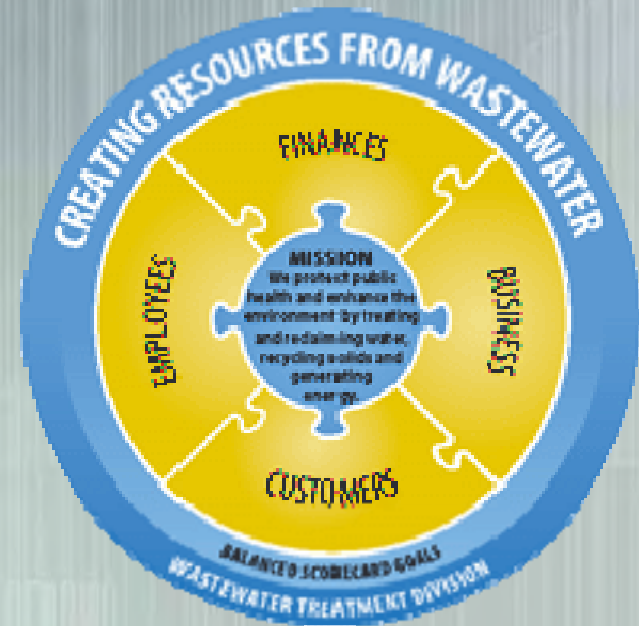 CREATING RESOURCES FROM WASTEWATER
FINANCES
EMPLOYEES
MISSION
We protect public
health and enhance the
environment by treating
and reclaiming water,
recycling solids and
generating
energy.
BUSINESS
CUSTOMERS
BALANCED SCORECARD GOALS
WASTEWATER TREATMENT DIVISION